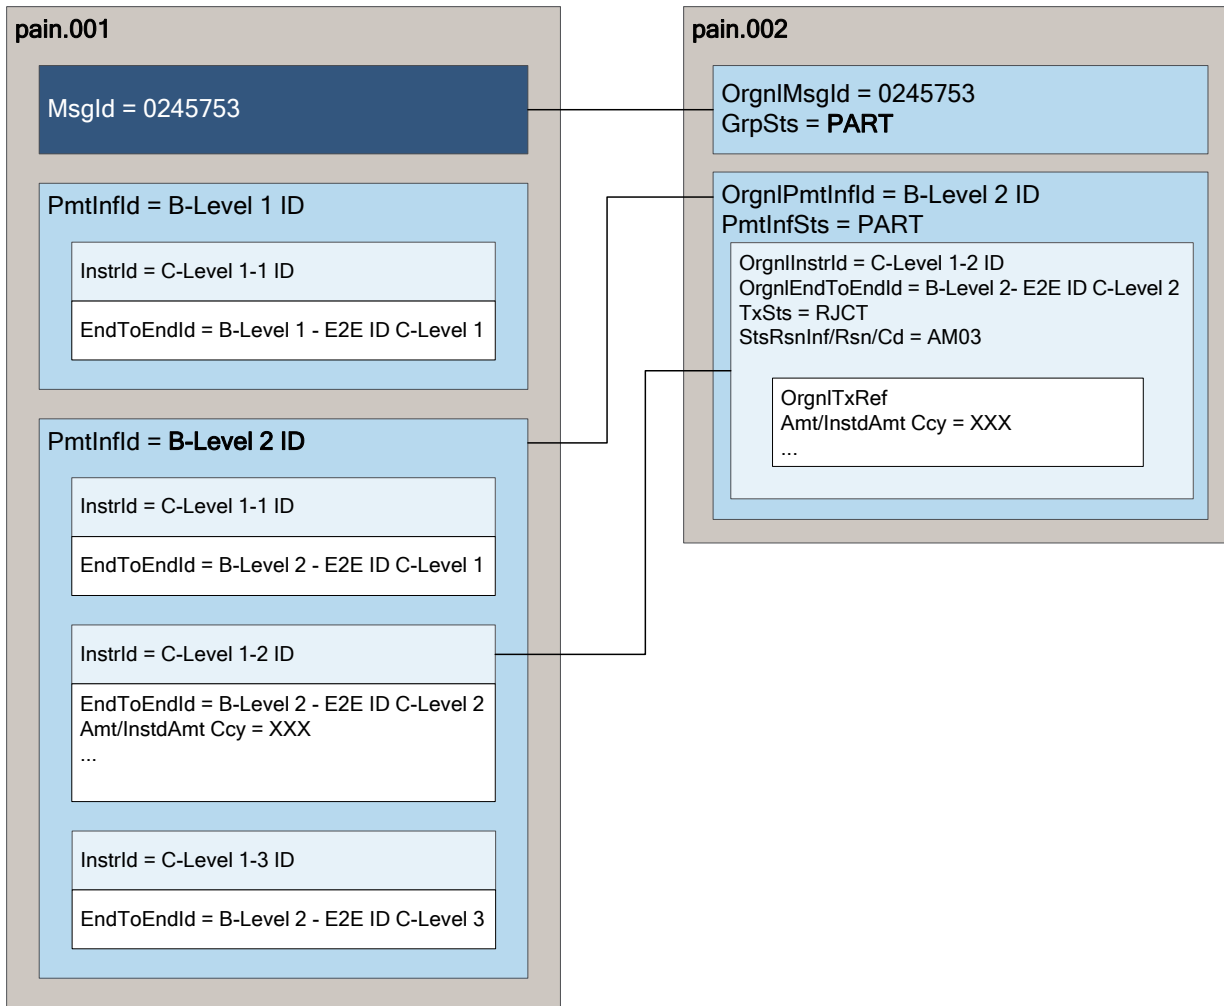 pain.001
MsgId = 0245753
PmtInfId = B-Level 1 ID
InstrId = C-Level 1-1 ID
EndToEndId = B-Level 1 - E2E ID C-Level 1
PmtInfId = B-Level 2 ID
InstrId = C-Level 1-1 ID
EndToEndId = B-Level 2 - E2E ID C-Level 1
InstrId = C-Level 1-2 ID
EndToEndId = B-Level 2 - E2E ID C-Level 2
Amt/InstdAmt Ccy = XXX
...
InstrId = C-Level 1-3 ID
EndToEndId = B-Level 2 - E2E ID C-Level 3
pain.002
OrgnlMsgId = 0245753
GrpSts = PART
OrgnlPmtInfId = B-Level 2 ID
PmtInfSts = PART
OrgnlInstrId = C-Level 1-2 ID
OrgnlEndToEndId = B-Level 2- E2E ID C-Level 2
TxSts = RJCT
StsRsnInf/Rsn/Cd = AM03
OrgnlTxRef
Amt/InstdAmt Ccy = XXX
...